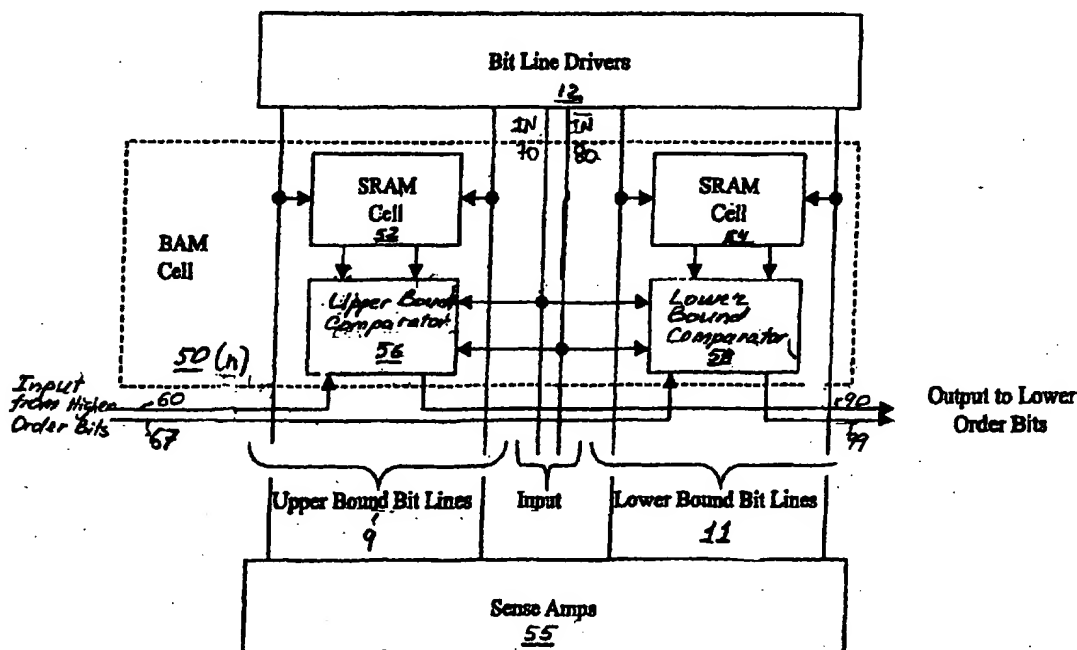 Bit Line Drivers
12
IN
IN
70
80
SRAM
Cell
52
SRAM
Cell
54
BAM
Cell
Upper Bound
Comparator
56
Lower
Bound
Comparator
58
50 (n)
Input
from Higher
Order Bits
60
67
90
99
Output to Lower
Order Bits
Upper Bound Bit Lines
9
Input
Lower Bound Bit Lines
11
Sense Amps
55